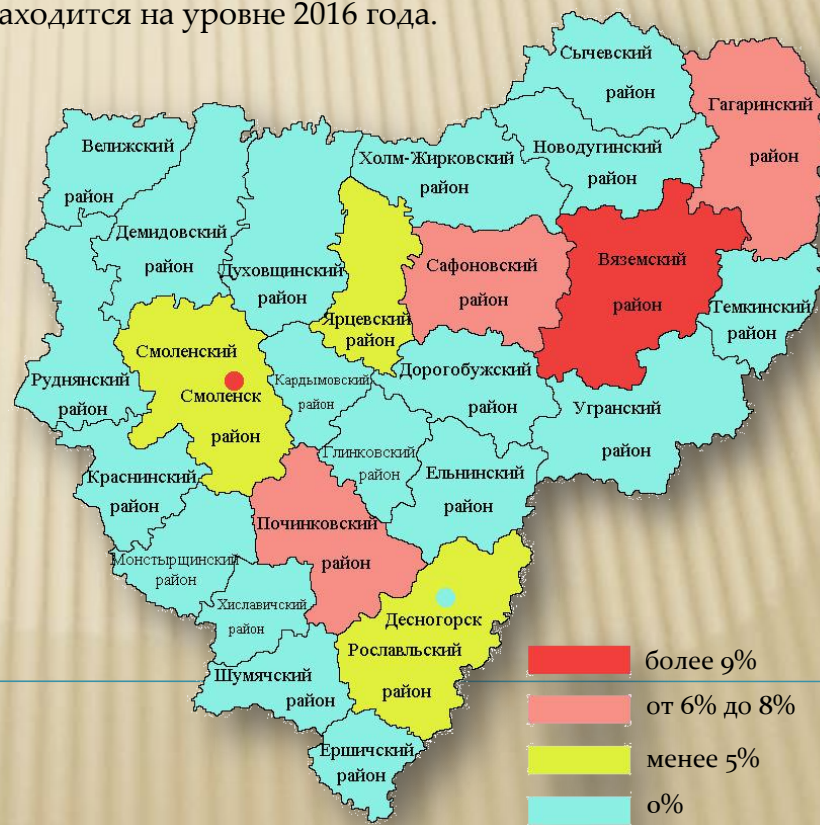 аходится на уровне 2016 года.
Сычевский
район
Гагаринский
район
Велижский
район
Холм-Жирковский
район
Новодугинский
район
Демидовский
район
Духовщинский
район
Сафоновский
район
Вяземский
район
Темкинский
район
Ярцевский
район
Смоленский
Смоленск
район
Руднянский
район
Кардымовский
район
Дорогобужский
район
Угранский
район
Глинковский
район
Ельнинский
район
Краснинский
район
Починковский
район
Монстырщинский
район
Хиславичский
район
Десногорск
Рославльский
район
Шумячский
район
Ершичский
район
более 9%
от 6% до 8%
менее 5%
0%